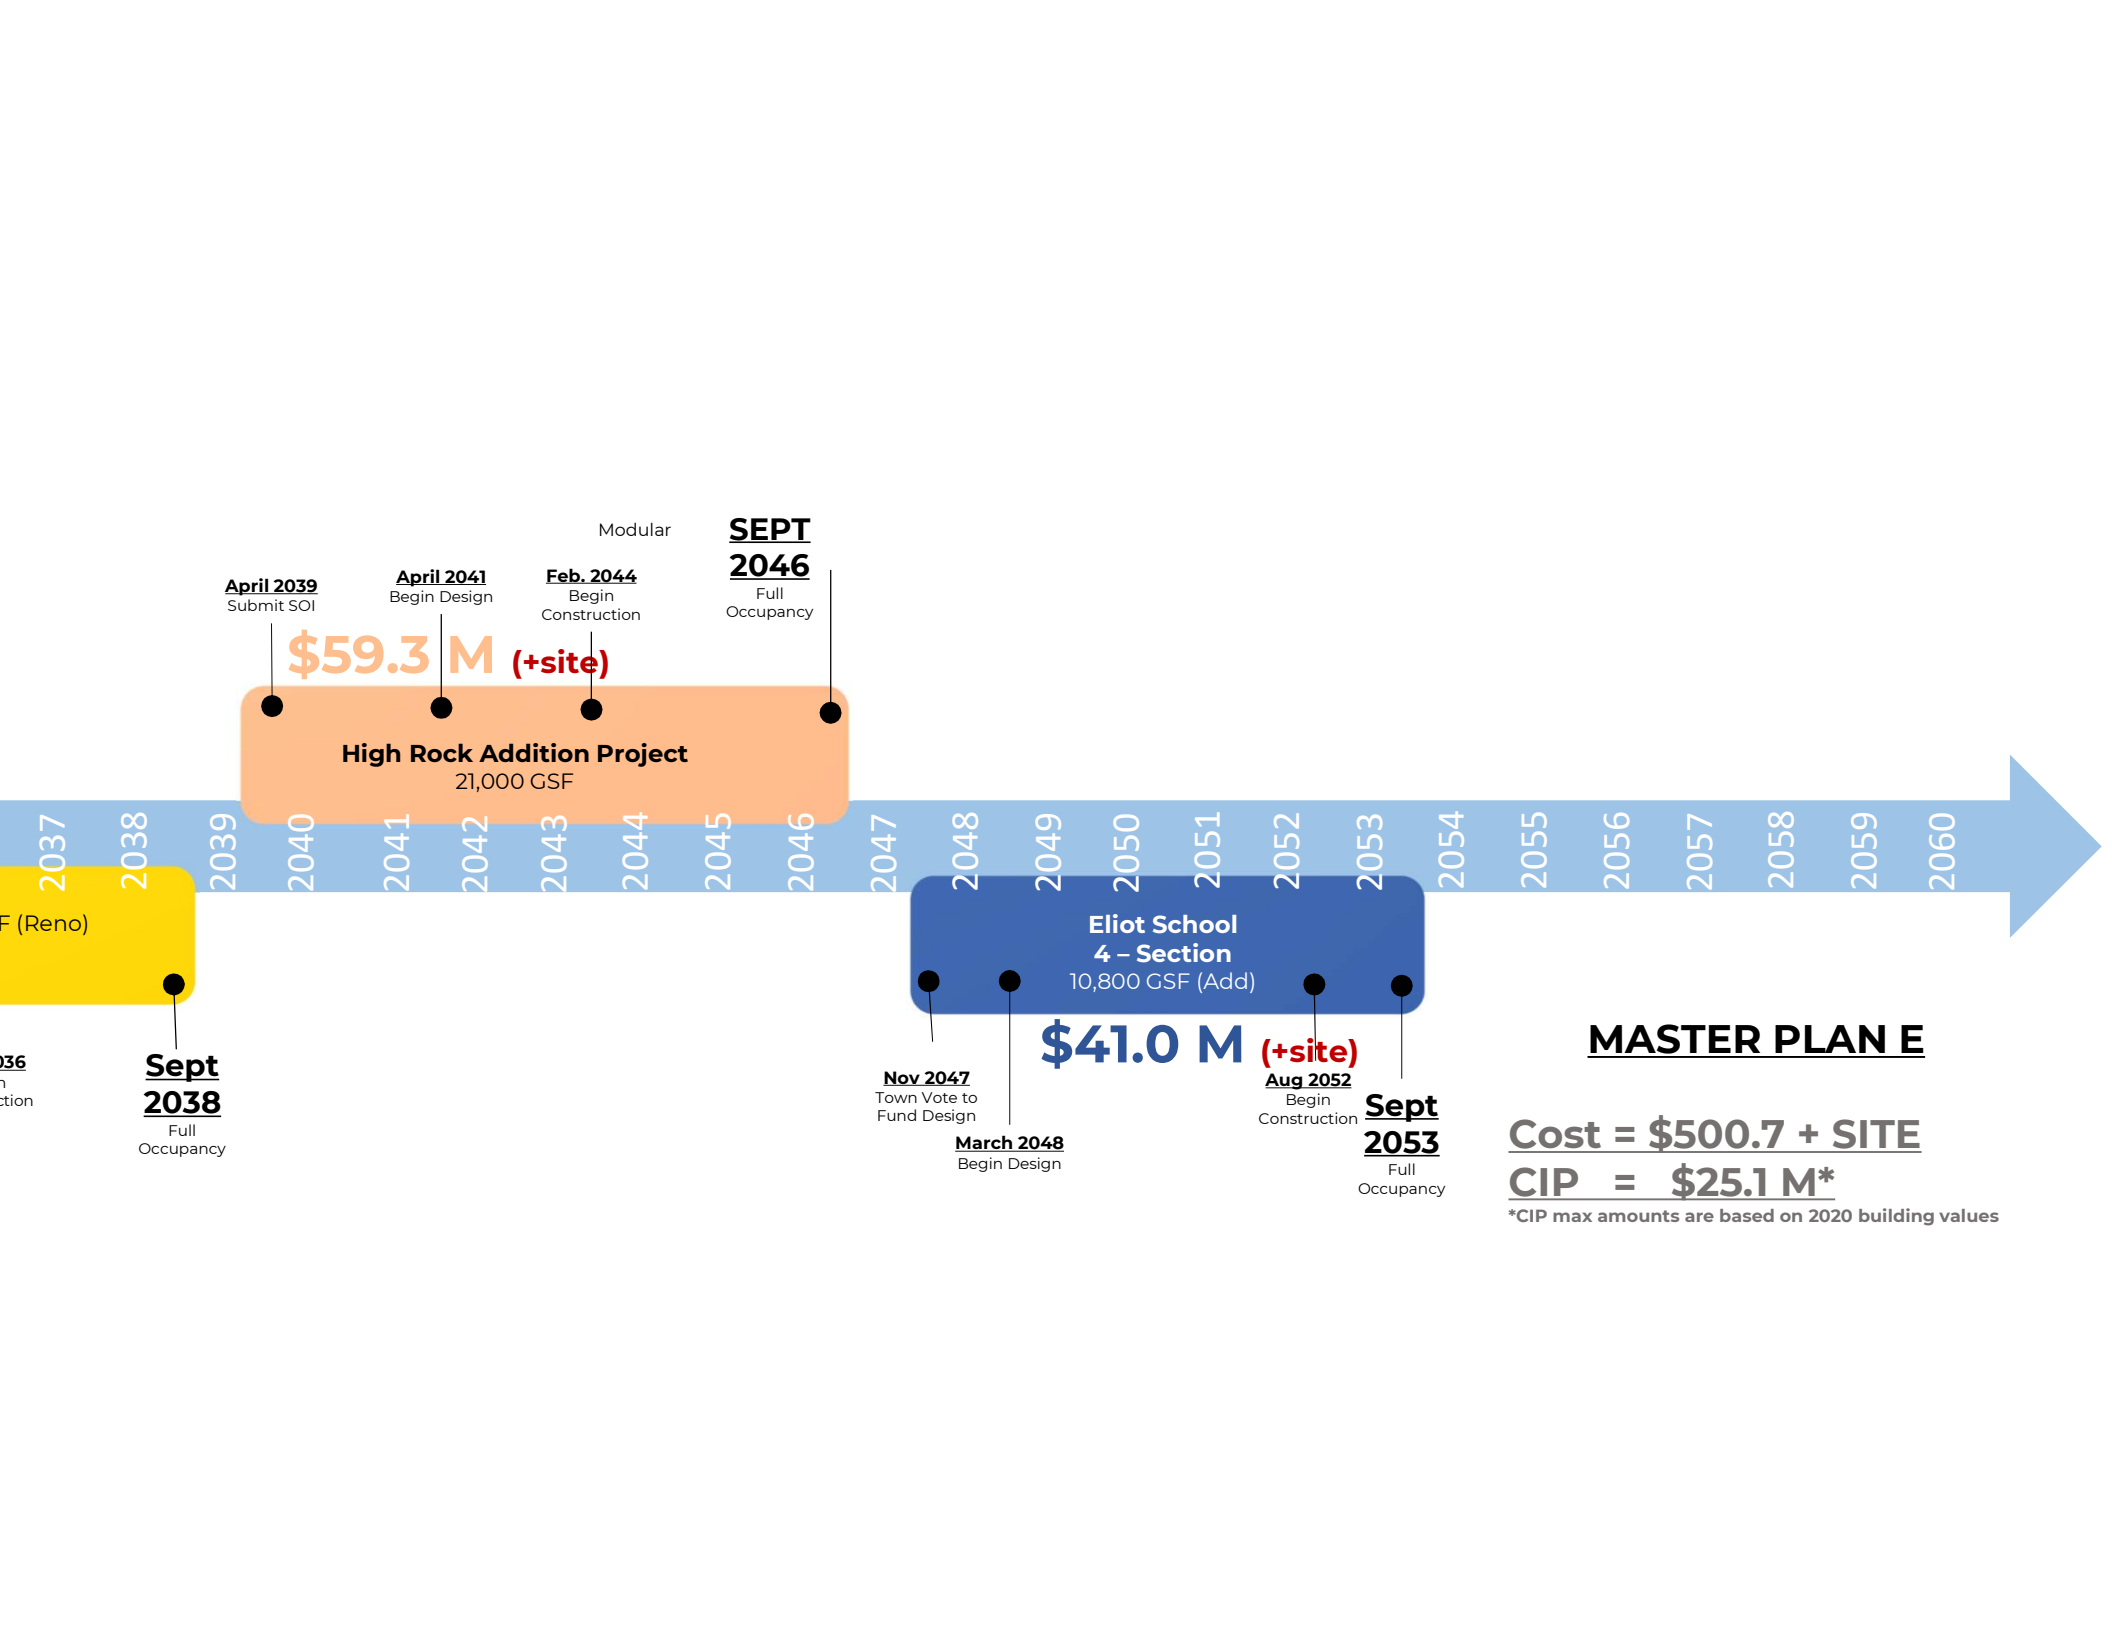 Modular
SEPT
2046
Full
Occupancy
April 2039
Submit SOI
April 2041
Begin Design
Feb. 2044
Begin
Construction
$59.3 M (+site)
High Rock Addition Project
21,000 GSF
2037
2038
2039
2040
2041
2042
2043
2044
2045
2046
2047
2048
2049
2050
2051
2052
2053
2054
2055
2056
2057
2058
2059
2060
F (Reno)
Eliot School
4 – Section
10,800 GSF (Add)
$41.0 M (+site)
036
n
ction
Sept
2038
Full
Occupancy
Nov 2047
Town Vote to
Fund Design
March 2048
Begin Design
Aug 2052
Begin
Construction
Sept
2053
Full
Occupancy
MASTER PLAN E
Cost = $500.7 + SITE
CIP = $25.1 M*
*CIP max amounts are based on 2020 building values